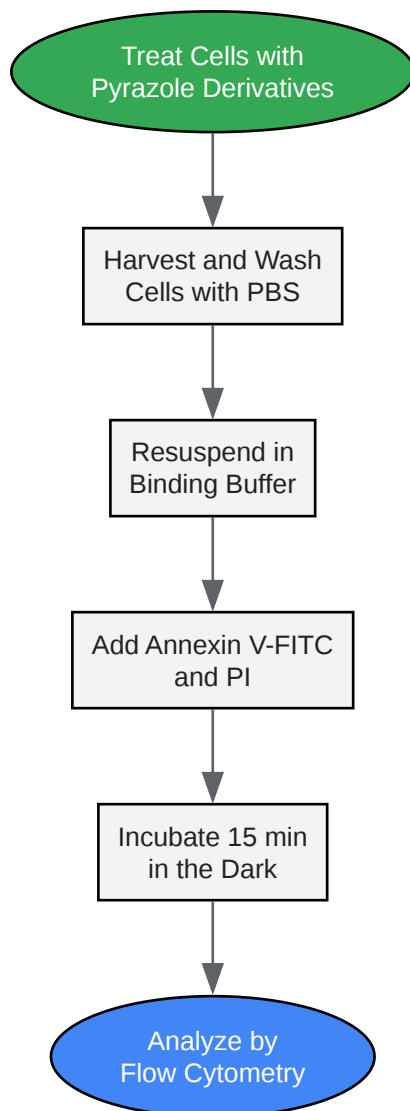 Treat Cells with
Pyrazole Derivatives
Harvest and Wash
Cells with PBS
Resuspend in
Binding Buffer
Add Annexin V-FITC
and PI
Incubate 15 min
in the Dark
Analyze by
Flow Cytometry